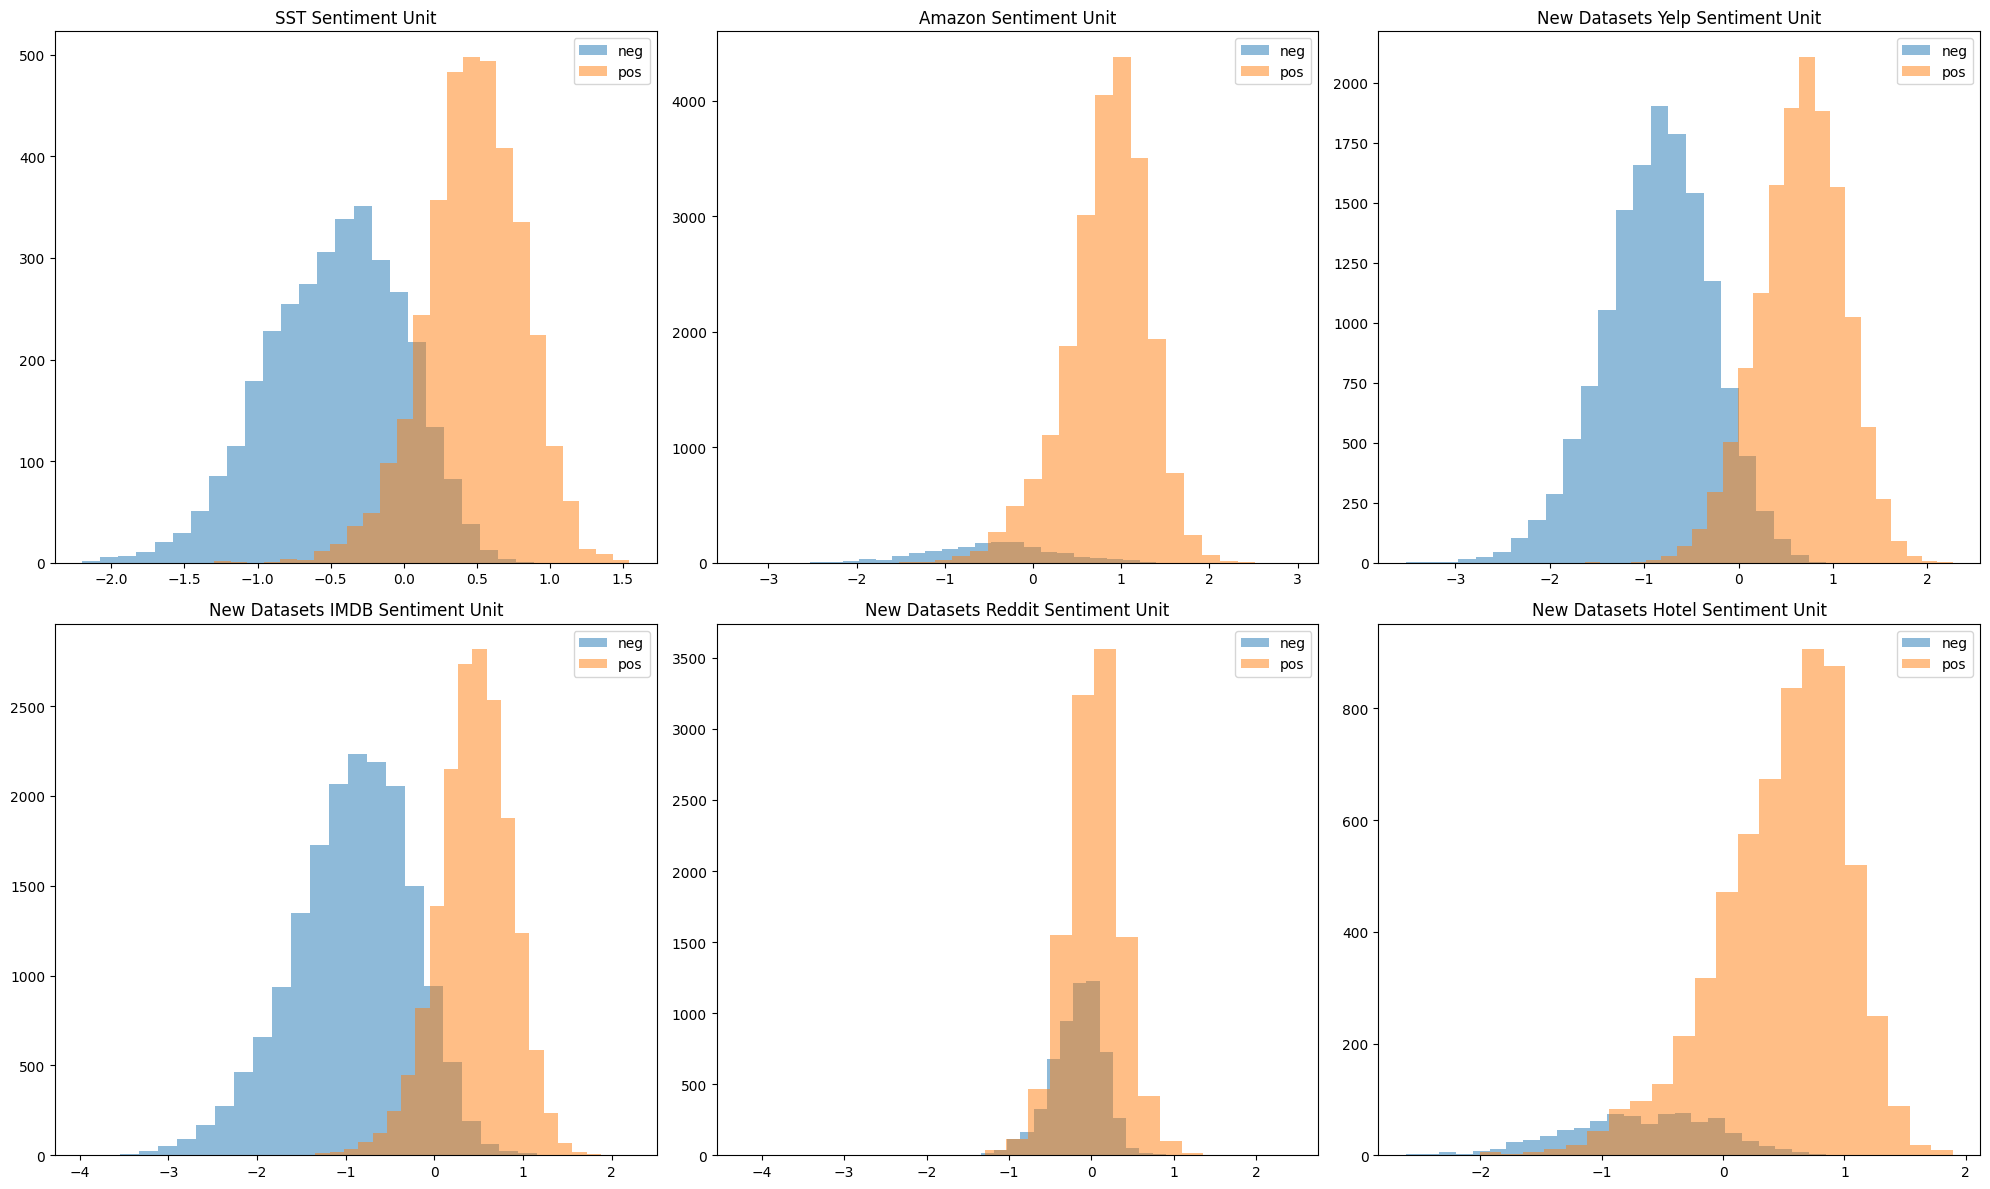 SST Sentiment Unit
neg
pos
500
400
300
200
100
0
−2.0 −1.5 −1.0 −0.5 0.0 0.5 1.0 1.5
Amazon Sentiment Unit
neg
pos
4000
3000
2000
1000
0
−3 −2 −1 0 1 2 3
New Datasets Yelp Sentiment Unit
neg
pos
2000
1750
1500
1250
1000
750
500
250
0
−3 −2 −1 0 1 2
New Datasets IMDB Sentiment Unit
neg
pos
2500
2000
1500
1000
500
0
−4 −3 −2 −1 0 1 2
New Datasets Reddit Sentiment Unit
neg
pos
3500
3000
2500
2000
1500
1000
500
0
−4 −3 −2 −1 0 1 2
New Datasets Hotel Sentiment Unit
neg
pos
800
600
400
200
0
−2 −1 0 1 2